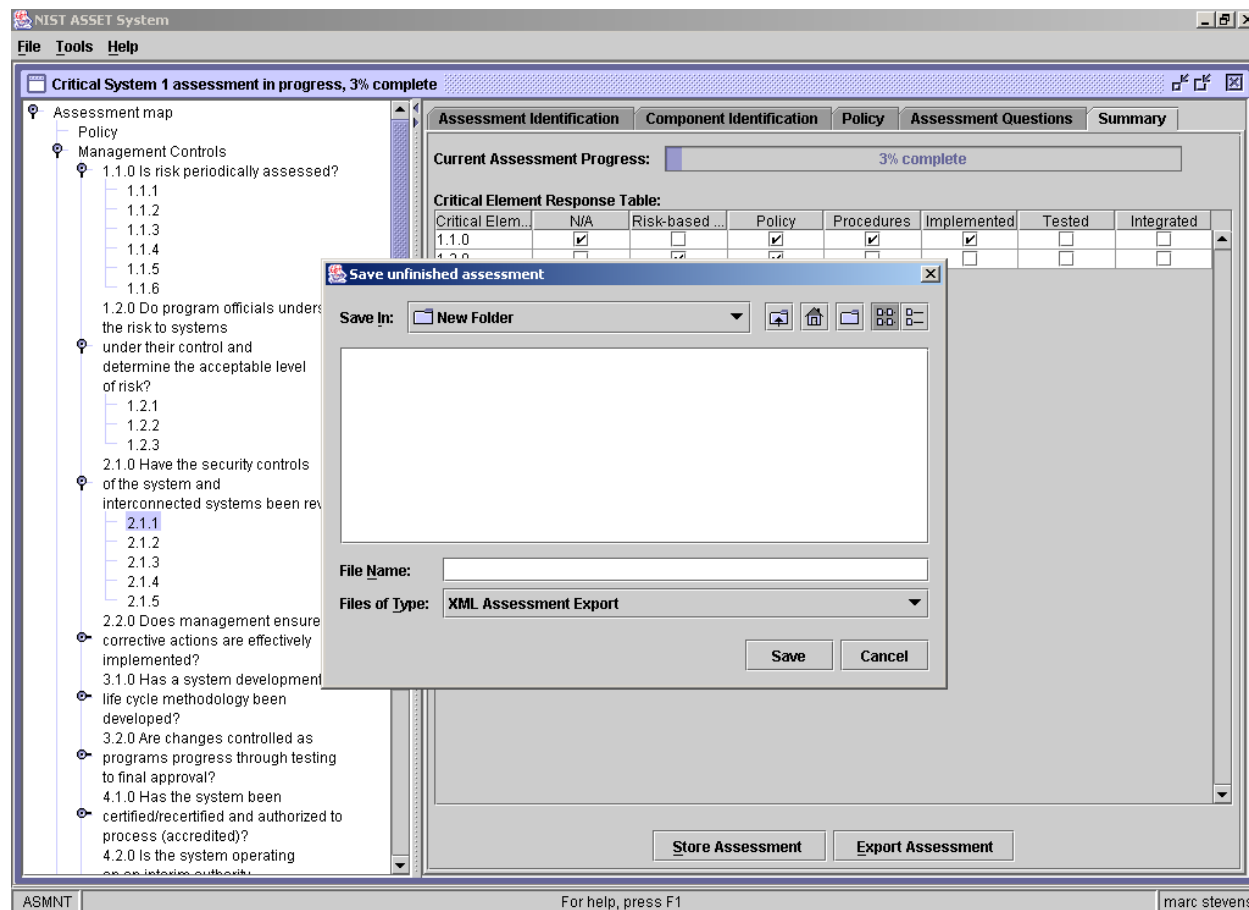 NIST ASSET System
File Tools Help
Critical System 1 assessment in progress, 3% complete
Assessment map
Policy
Management Controls
1.1.0 Is risk periodically assessed?
1.1.1
1.1.2
1.1.3
1.1.4
1.1.5
1.1.6
1.2.0 Do program officials unders
the risk to systems
under their control and
determine the acceptable level
of risk?
1.2.1
1.2.2
1.2.3
2.1.0 Have the security controls
of the system and
interconnected systems been rev
2.1.1
2.1.2
2.1.3
2.1.4
2.1.5
2.2.0 Does management ensure
corrective actions are effectively
implemented?
3.1.0 Has a system development
life cycle methodology been
developed?
3.2.0 Are changes controlled as
programs progress through testing
to final approval?
4.1.0 Has the system been
certified/recertified and authorized to
process (accredited)?
4.2.0 Is the system operating
on an interim authority
Assessment Identification Component Identification Policy Assessment Questions Summary
Current Assessment Progress: 3% complete
Critical Element Response Table:
Critical Elem... N/A Risk-based ... Policy Procedures Implemented Tested Integrated
1.1.0
1.2.0
Save unfinished assessment
Save In: New Folder
File Name:
Files of Type: XML Assessment Export
Save Cancel
Store Assessment Export Assessment
ASMNT For help, press F1 marc stevens